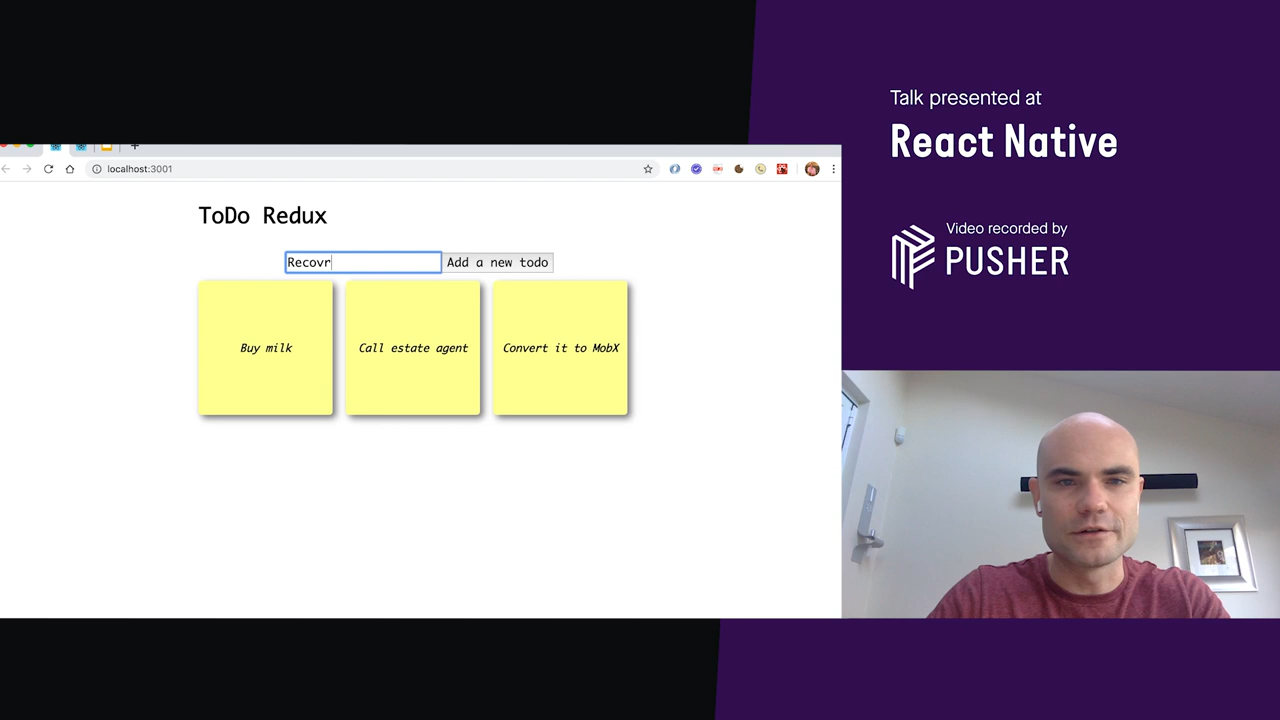 localhost:3001
ToDo Redux
Recovr
Add a new todo
Buy milk
Call estate agent
Convert it to MobX
Talk presented at
React Native
Video recorded by
PUSHER